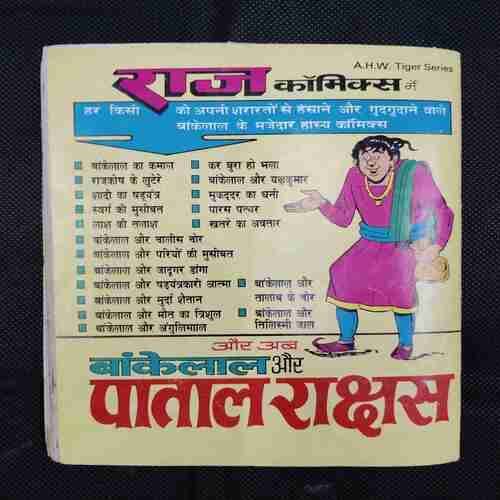 A.H.W. Tiger Series
राज कॉमिक्स में
हर किसी को अपनी शरारतों से हंसाने और गुदगुदाने वाले
बांकेलाल के मजेदार हास्य कॉमिक्स
बांकेलाल का कमाल
राजकोष के लुटेरे
शादी का षड़यंत्र
स्वर्ग की मुसीबत
लाश की तलाश
बांकेलाल और चालीस चोर
बांकेलाल और परियों की मुसीबत
बांकेलाल और जादूगर डांगा
बांकेलाल और षड़यंत्रकारी आत्मा
बांकेलाल और मुर्दा शैतान
बांकेलाल और मौत का त्रिशूल
बांकेलाल और अंगुलिमाल
कर बुरा हो भला
बांकेलाल और यक्षकुमार
मुकद्दर का धनी
पारस पत्थर
खतरे का अवतार
बांकेलाल और
तालाब के चोर
बांकेलाल और
तिलिस्मी जाल
और अब
बांकेलाल और
पाताल राक्षस